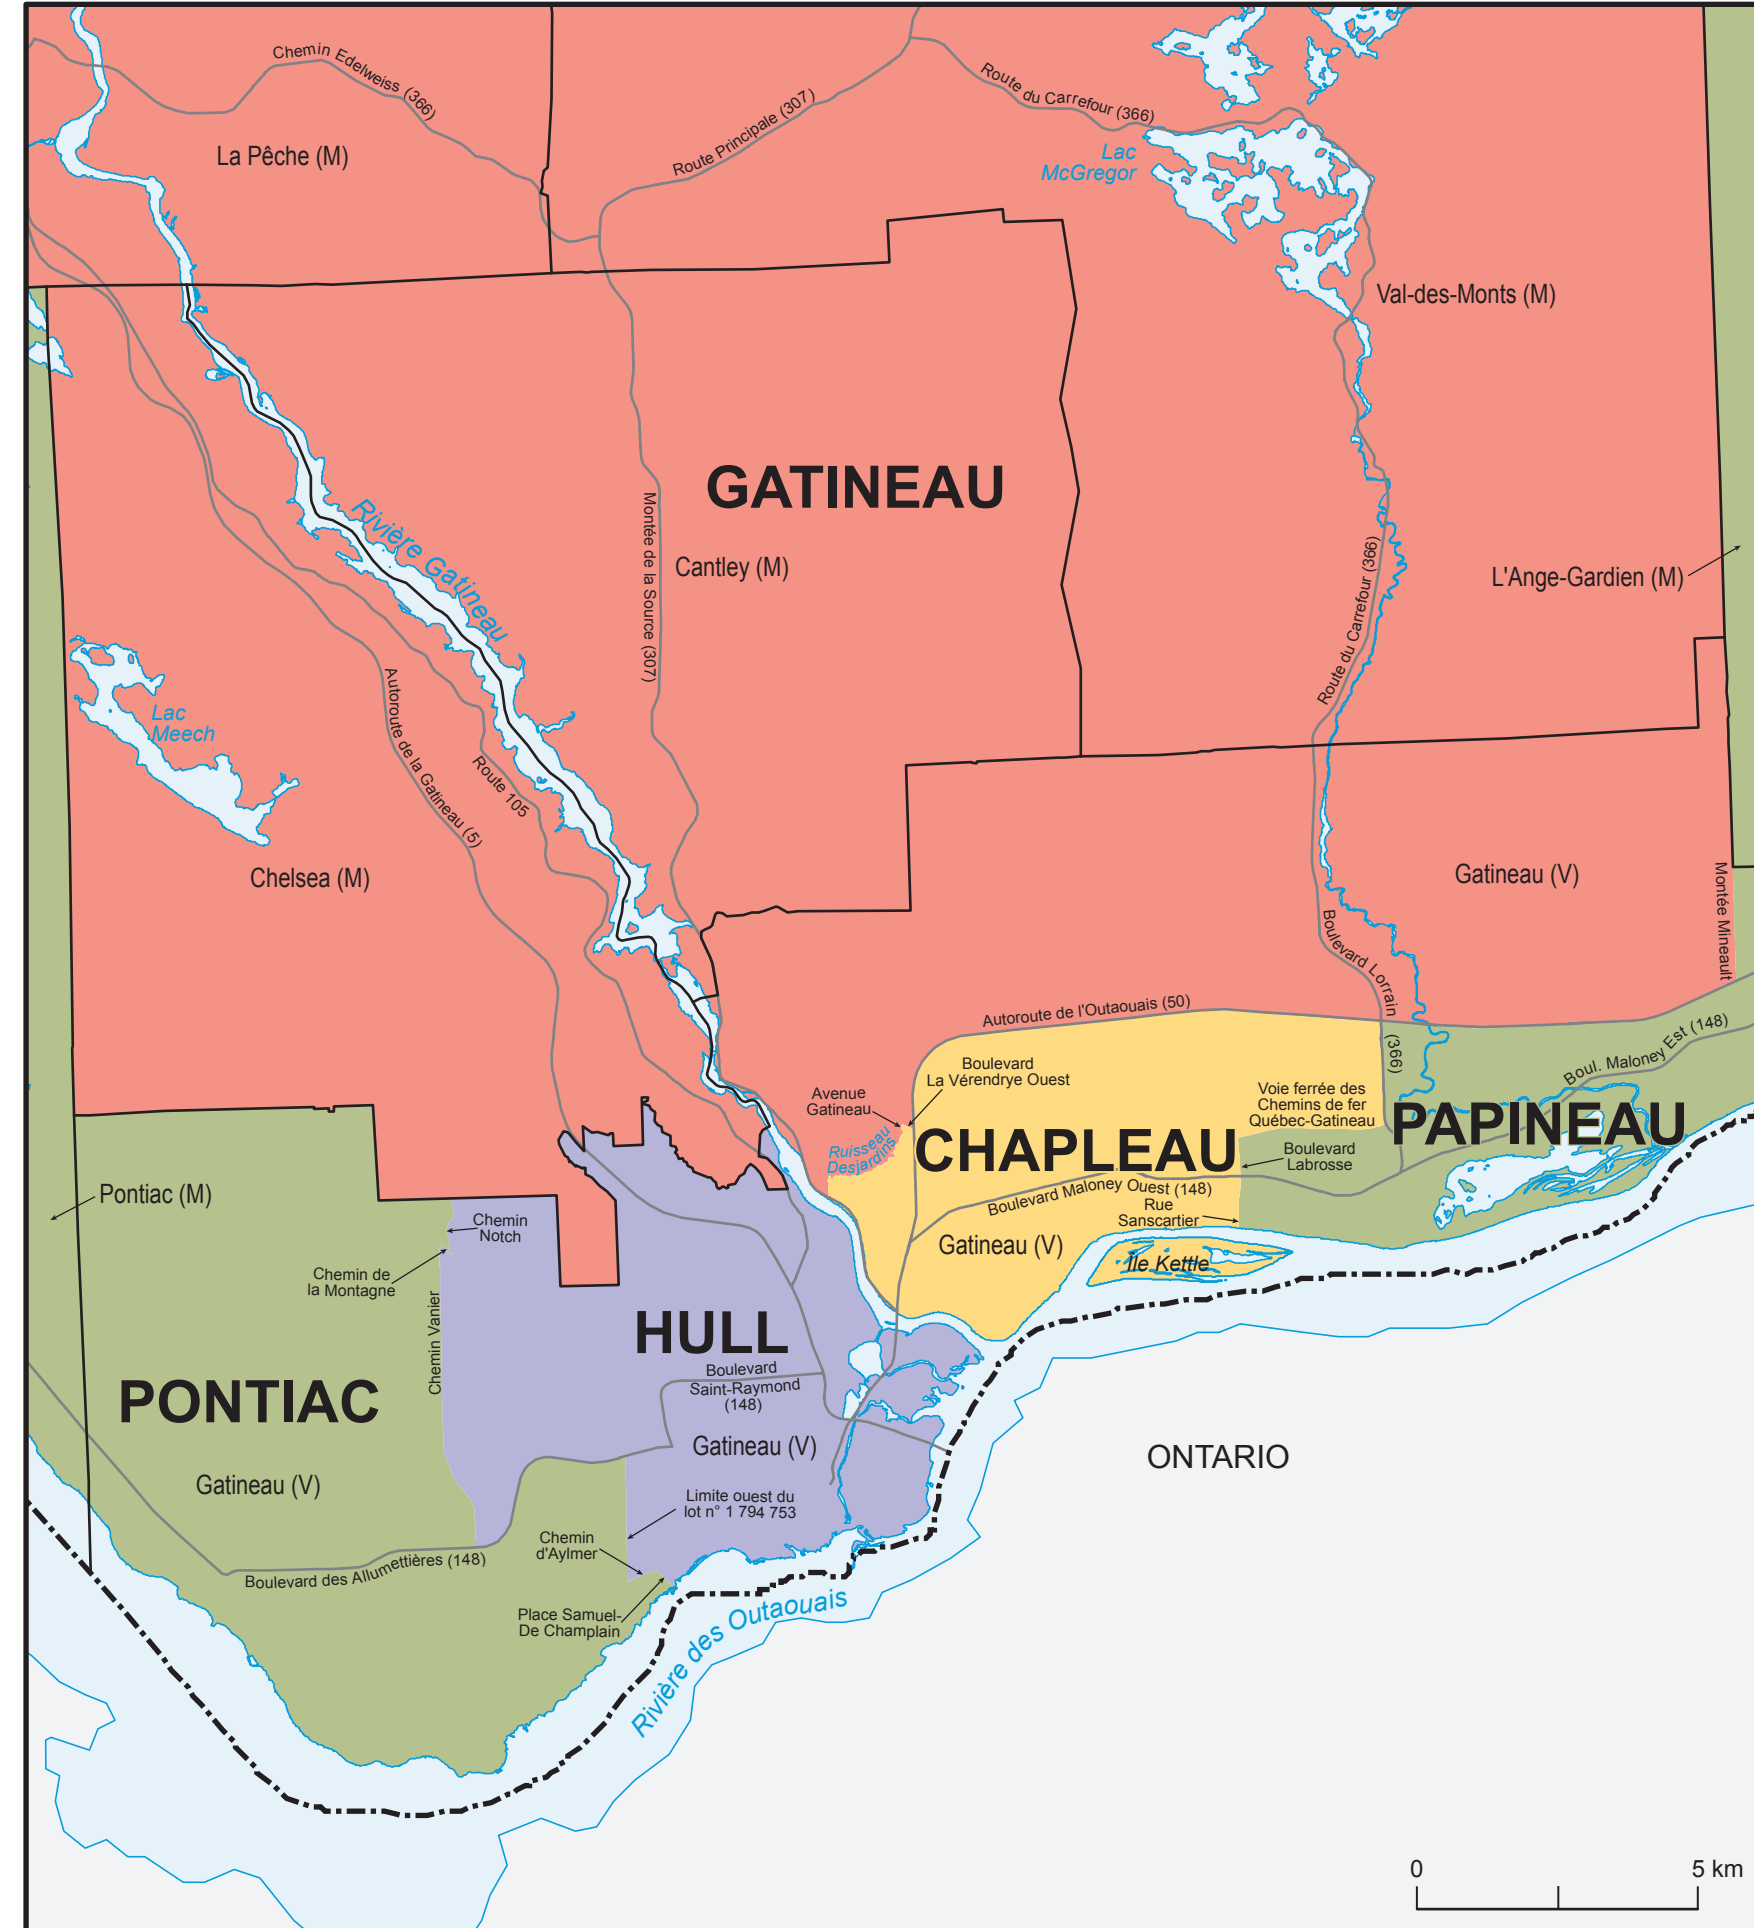 Chemin Edelweiss (366)
La Pêche (M)
Route Principale (307)
Route du Carrefour (366)
Lac
McGregor
Val-des-Monts (M)
GATINEAU
Rivière Gatineau
Montée de la Source (307)
Cantley (M)
Route du Carrefour (366)
L'Ange-Gardien (M)
Lac
Meech
Autoroute de la Gatineau (5)
Route 105
Chelsea (M)
Gatineau (V)
Montée Mineault
Boulevard Lorrain
(366)
Autoroute de l'Outaouais (50)
Boul. Maloney Est (148)
Boulevard
La Vérendrye Ouest
Avenue
Gatineau
Ruisseau
Desjardins
Voie ferrée des
Chemins de fer
Québec-Gatineau
CHAPLEAU
PAPINEAU
Boulevard
Labrosse
Boulevard Maloney Ouest (148)
Rue
Sanscartier
Gatineau (V)
Île Kettle
Pontiac (M)
Chemin
Notch
Chemin de
la Montagne
Chemin Vanier
HULL
Boulevard
Saint-Raymond
(148)
PONTIAC
Gatineau (V)
Gatineau (V)
ONTARIO
Limite ouest du
lot n° 1 794 753
Chemin
d'Aylmer
Boulevard des Allumettières (148)
Place Samuel-
De Champlain
Rivière des Outaouais
0 5 km